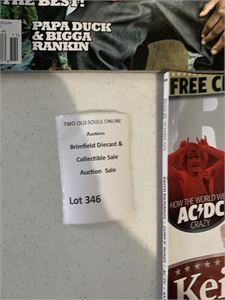 THE BEST!
PAPA DUCK &
BIGGA
RANKIN
TWO OLD SOULS ONLINE
Auctions
Brimfield Diecast &
Collectible Sale
Auction Sale
Lot 346
FREE C
HOW THE WORLD WE
AC/DC
CRAZY
Kei